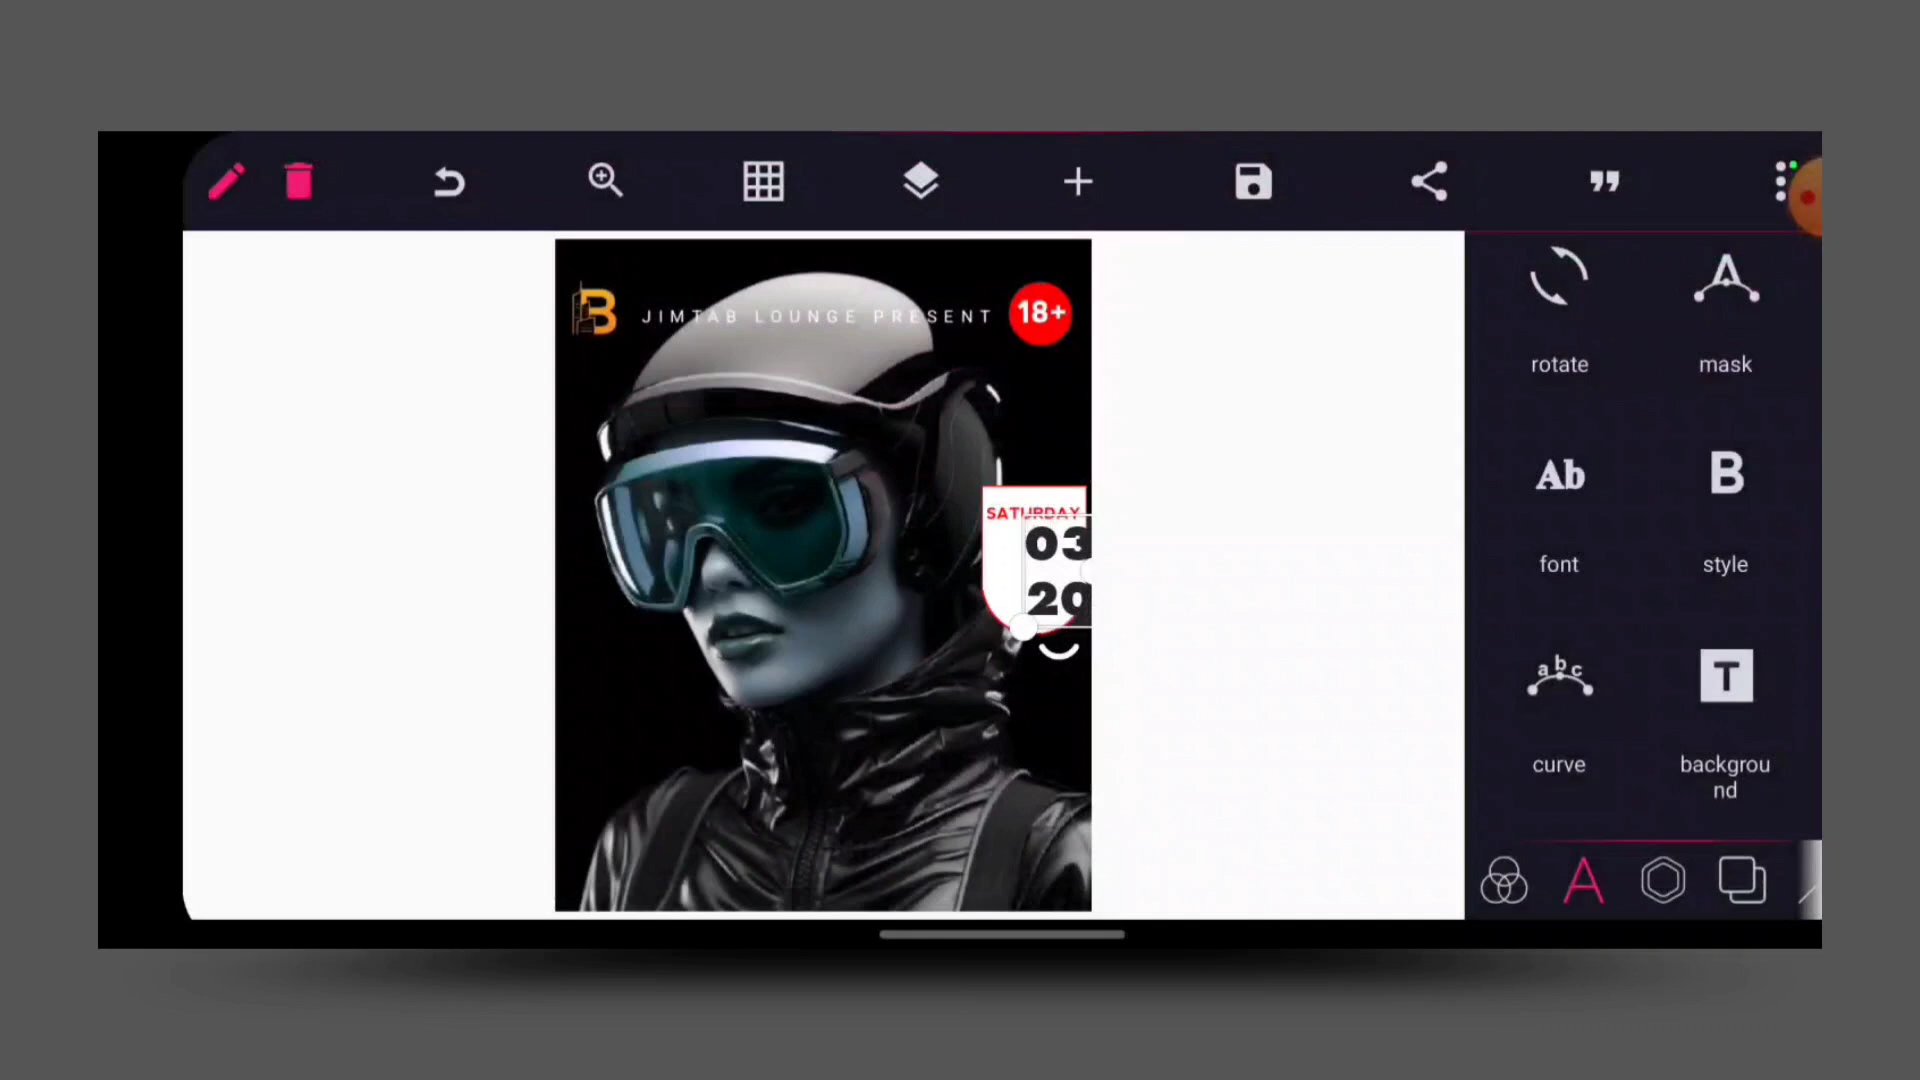 B JIMTAB LOUNGE PRESENT 18+
SATURDAY
03
20
rotate mask
Ab B
font style
abc T
curve backgrou
nd
A